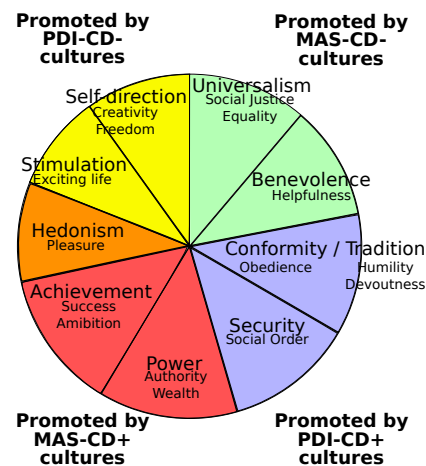 Promoted by
PDI-CD-
cultures
Promoted by
MAS-CD-
cultures
Self-direction
Creativity
Freedom
Universalism
Social Justice
Equality
Stimulation
Exciting life
Benevolence
Helpfulness
Hedonism
Pleasure
Conformity / Tradition
Obedience
Humility
Devoutness
Achievement
Success
Ambition
Security
Social Order
Power
Authority
Wealth
Promoted by
MAS-CD+
cultures
Promoted by
PDI-CD+
cultures